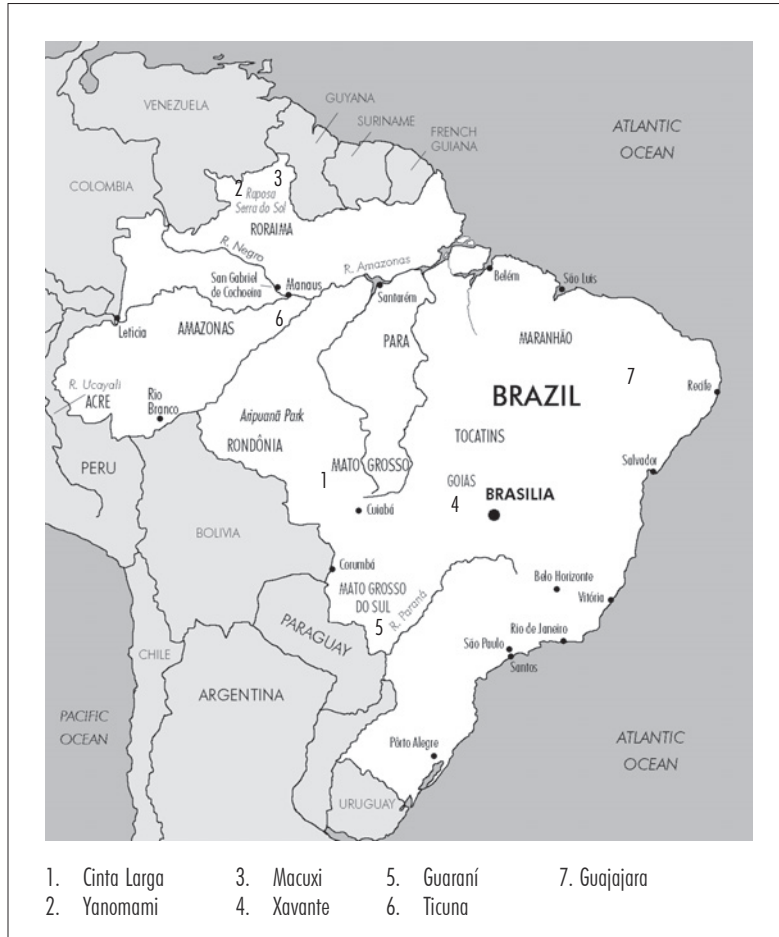 VENEZUELA
GUYANA
SURINAME
FRENCH
GUIANA
ATLANTIC
OCEAN
COLOMBIA
2
3
Raposa
Serra do Sol
RORAIMA
R. Negro
R. Amazonas
San Gabriel
de Cochoeira
Manaus
Santarém
Belém
São Luis
6
Leticia
AMAZONAS
PARA
MARANHÃO
7
R. Ucayali
ACRE
Rio
Branco
Aripuanã Park
RONDÔNIA
BRAZIL
Recife
TOCATINS
PERU
MATO GROSSO
1
GOIAS
4
BRASILIA
Salvador
Cuiabá
BOLIVIA
Corumbá
MATO GROSSO
DO SUL
5
R. Paraná
Belo Horizonte
Vitória
PARAGUAY
Rio de Janeiro
São Paulo
Santos
CHILE
ARGENTINA
PACIFIC
OCEAN
Pôrto Alegre
ATLANTIC
OCEAN
URUGUAY
1. Cinta Larga 3. Macuxi 5. Guaraní 7. Guajajara
2. Yanomami 4. Xavante 6. Ticuna